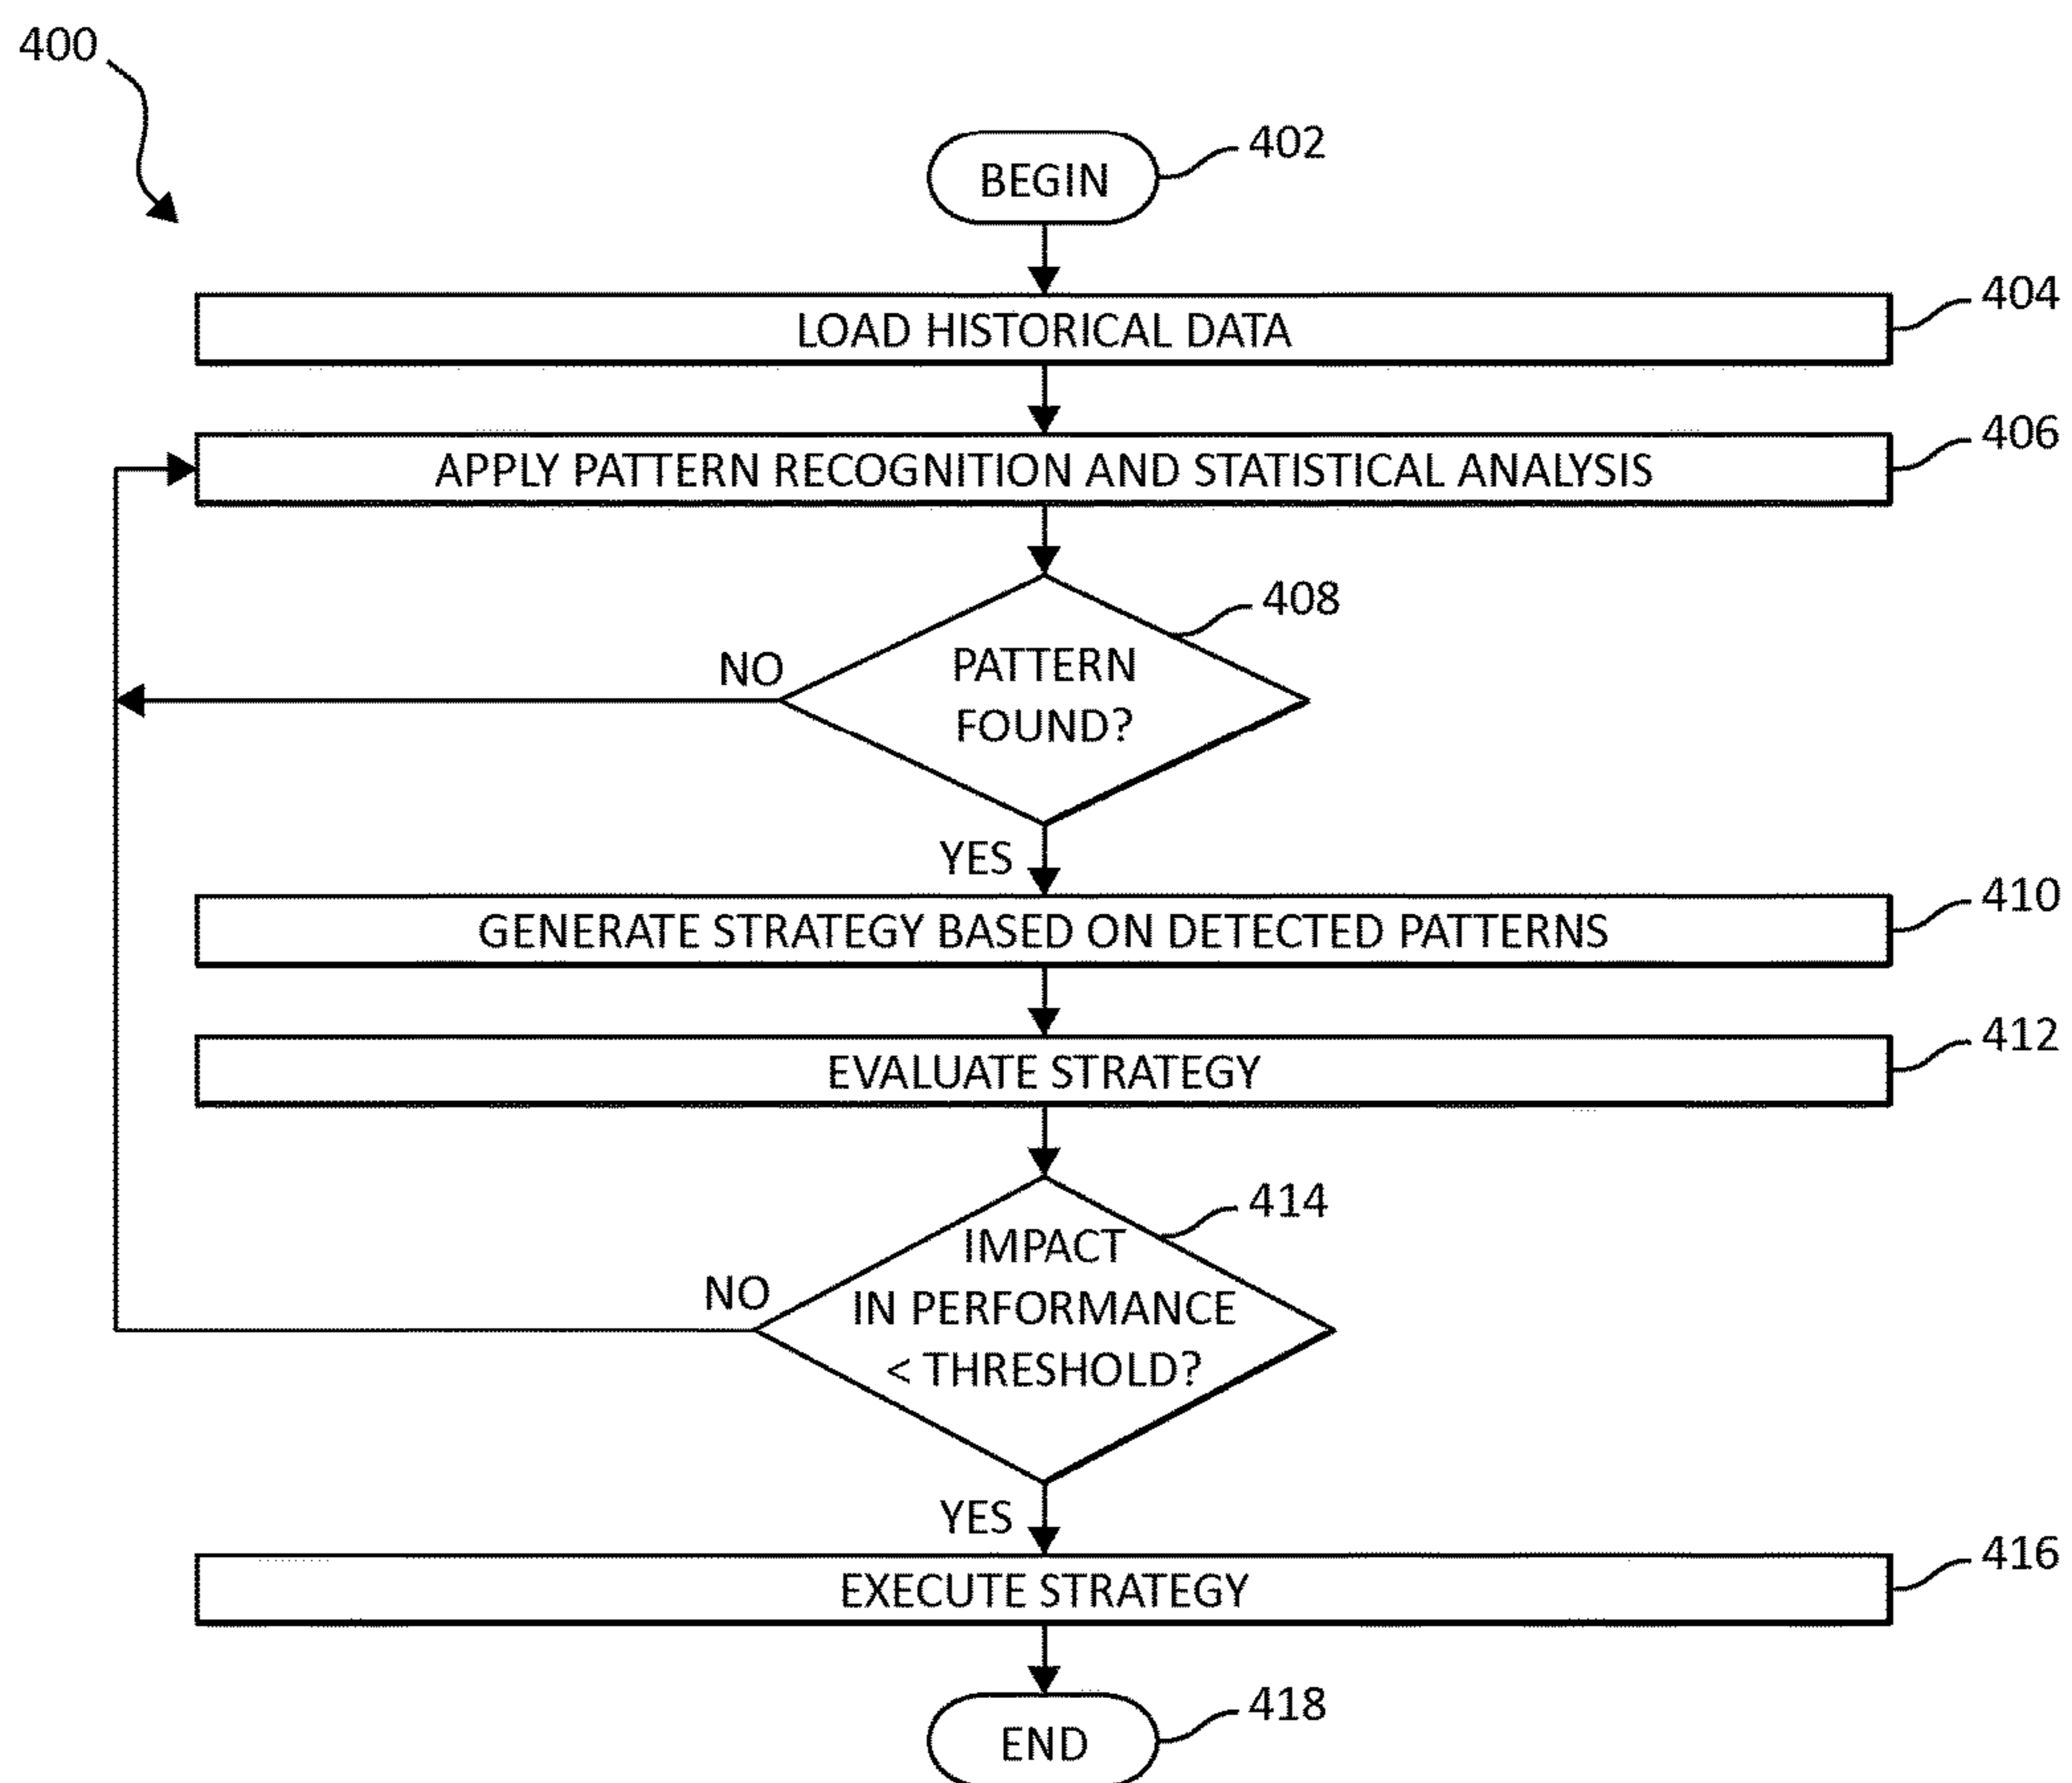 400
BEGIN
402
LOAD HISTORICAL DATA
404
APPLY PATTERN RECOGNITION AND STATISTICAL ANALYSIS
406
408
PATTERN
FOUND?
NO
YES
GENERATE STRATEGY BASED ON DETECTED PATTERNS
410
EVALUATE STRATEGY
412
414
IMPACT
IN PERFORMANCE
< THRESHOLD?
NO
YES
EXECUTE STRATEGY
416
END
418